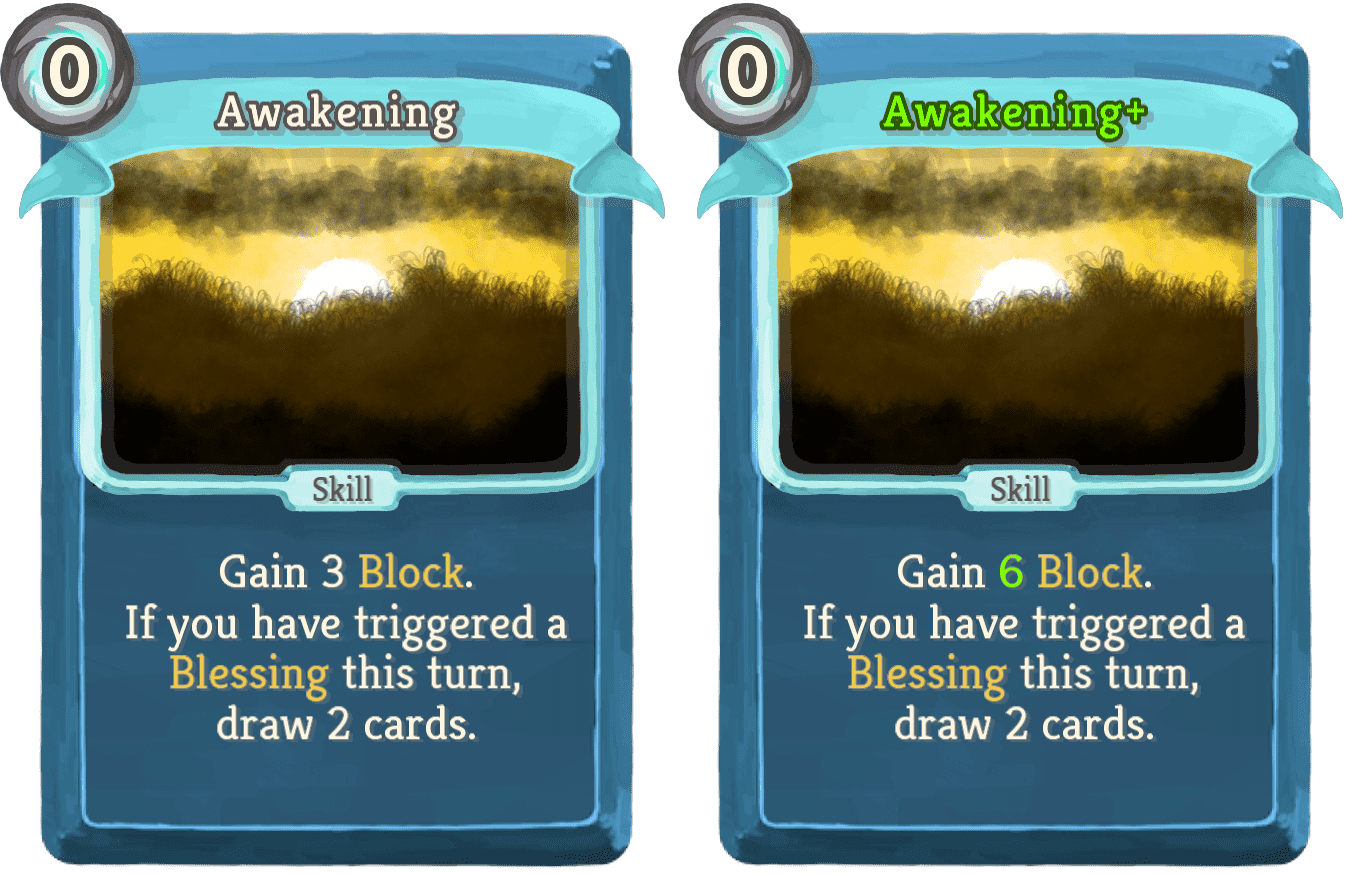 0
Awakening
Skill
Gain 3 Block.
If you have triggered a
Blessing this turn,
draw 2 cards.
0
Awakening+
Skill
Gain 6 Block.
If you have triggered a
Blessing this turn,
draw 2 cards.